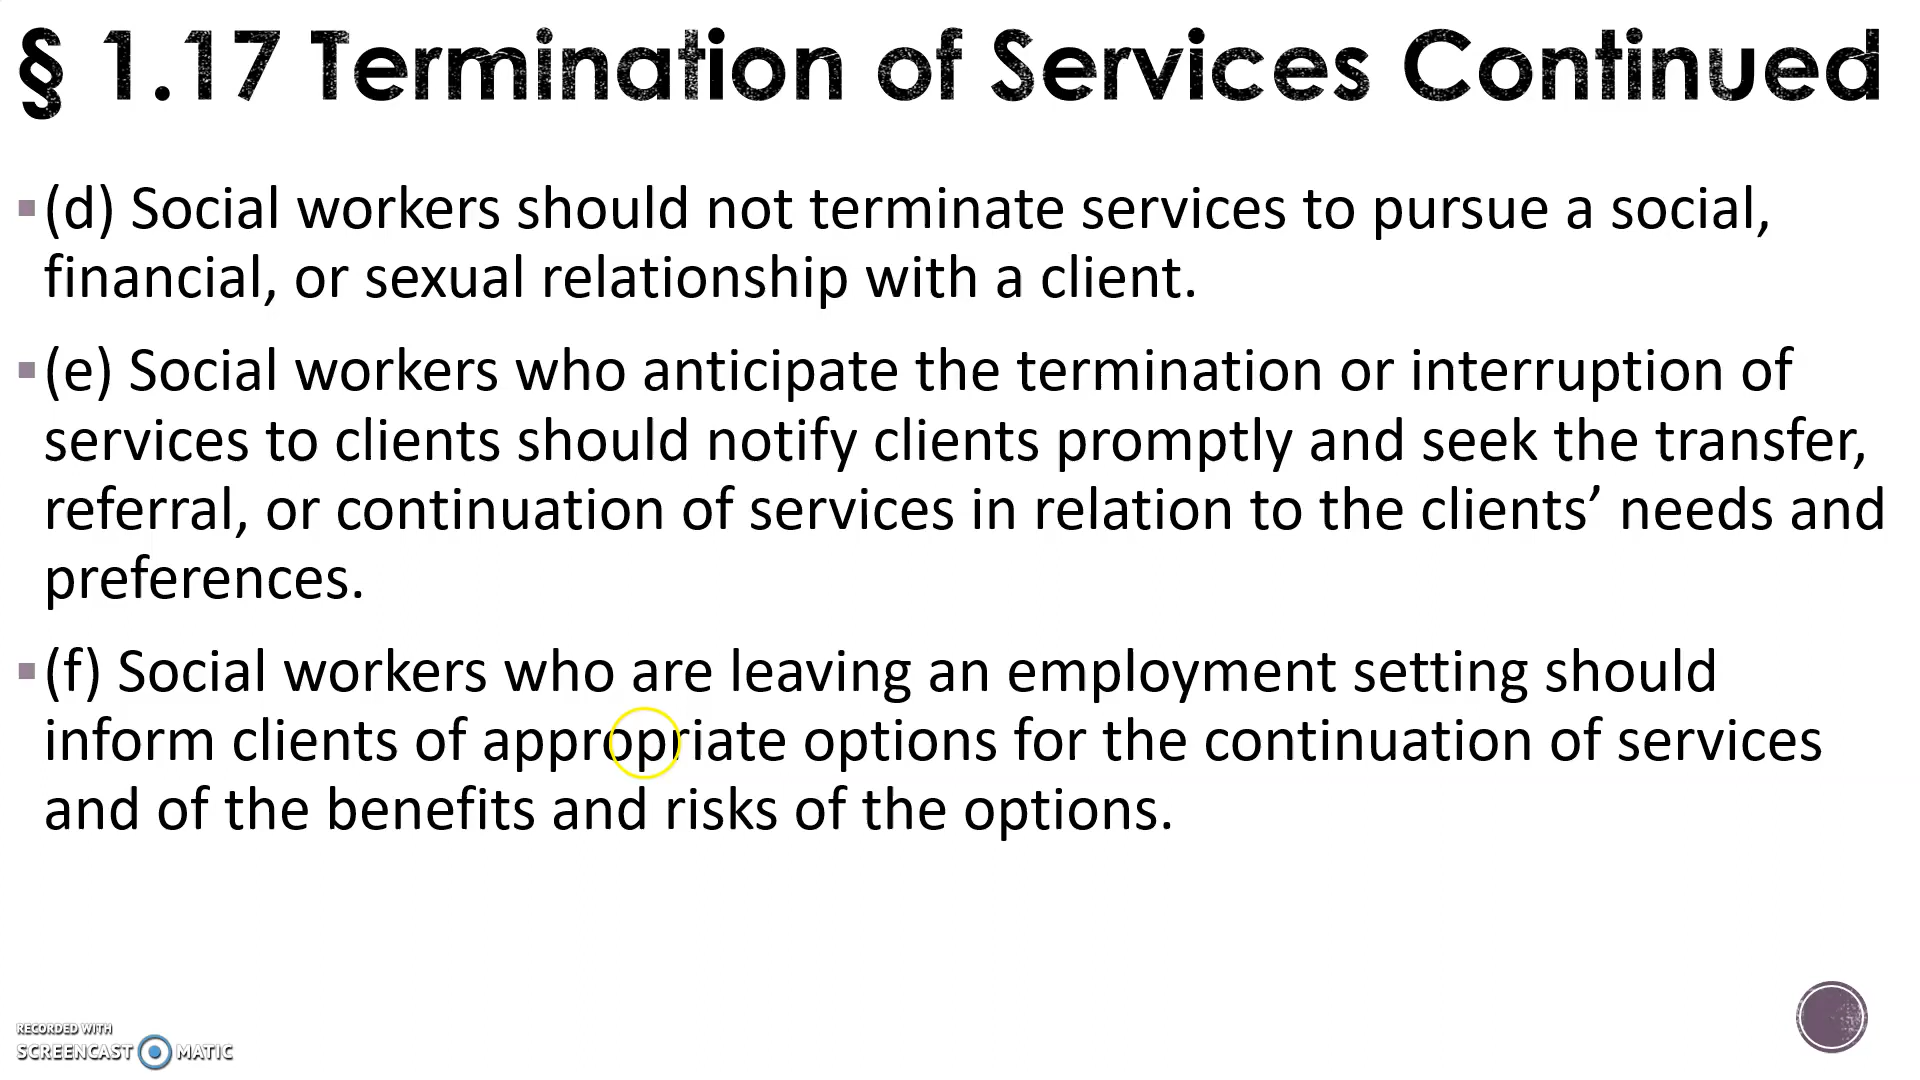 § 1.17 Termination of Services Continued
(d) Social workers should not terminate services to pursue a social,
financial, or sexual relationship with a client.
(e) Social workers who anticipate the termination or interruption of
services to clients should notify clients promptly and seek the transfer,
referral, or continuation of services in relation to the clients’ needs and
preferences.
(f) Social workers who are leaving an employment setting should
inform clients of appropriate options for the continuation of services
and of the benefits and risks of the options.
RECORDED WITH
SCREENCAST MATIC